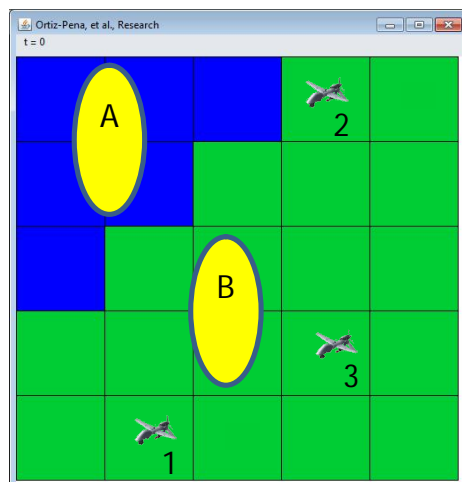 Ortiz-Pena, et al., Research
t = 0
A
2
B
3
1